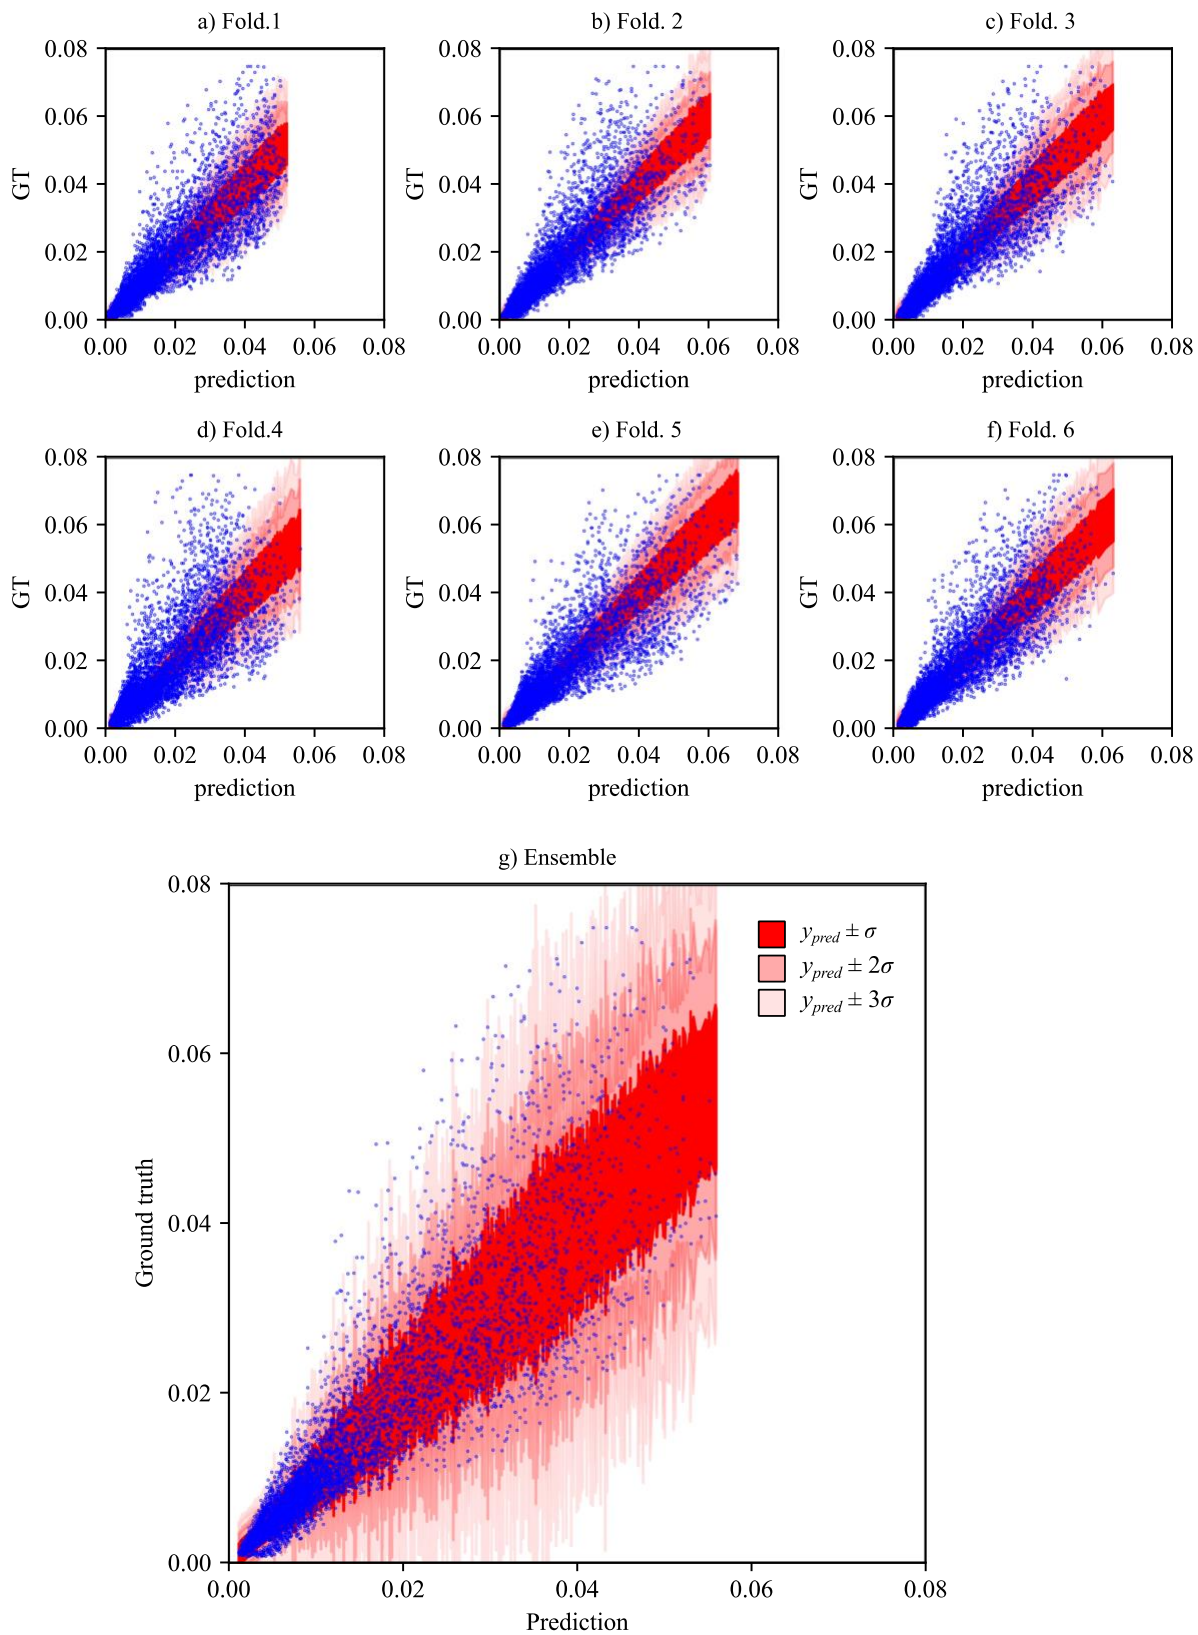 a) Fold.1
b) Fold. 2
c) Fold. 3
0.08
0.06
0.04
0.02
0.00
GT
0.00 0.02 0.04 0.06 0.08
prediction
0.08
0.06
0.04
0.02
0.00
GT
0.00 0.02 0.04 0.06 0.08
prediction
0.08
0.06
0.04
0.02
0.00
GT
0.00 0.02 0.04 0.06 0.08
prediction
d) Fold.4
e) Fold. 5
f) Fold. 6
0.08
0.06
0.04
0.02
0.00
GT
0.00 0.02 0.04 0.06 0.08
prediction
0.08
0.06
0.04
0.02
0.00
GT
0.00 0.02 0.04 0.06 0.08
prediction
0.08
0.06
0.04
0.02
0.00
GT
0.00 0.02 0.04 0.06 0.08
prediction
g) Ensemble
0.08
0.06
0.04
0.02
0.00
Ground truth
y_pred ± σ
y_pred ± 2σ
y_pred ± 3σ
0.00 0.02 0.04 0.06 0.08
Prediction